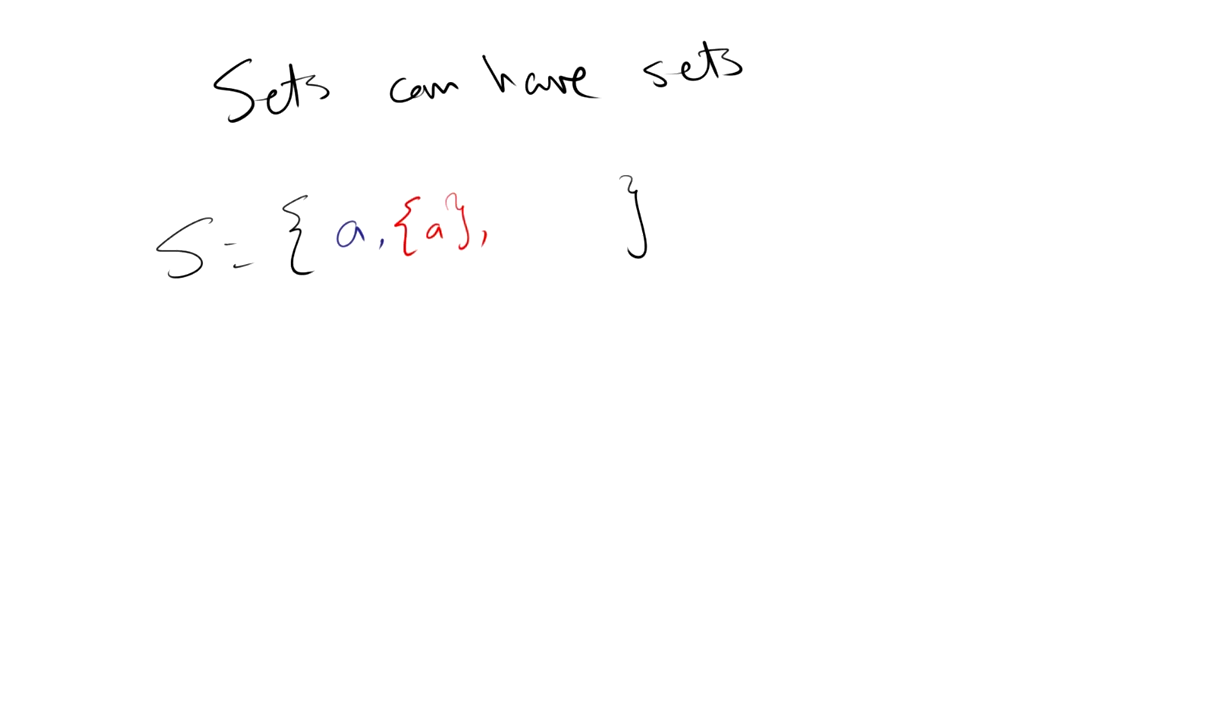 Sets can have sets
S = { a, {a}, }